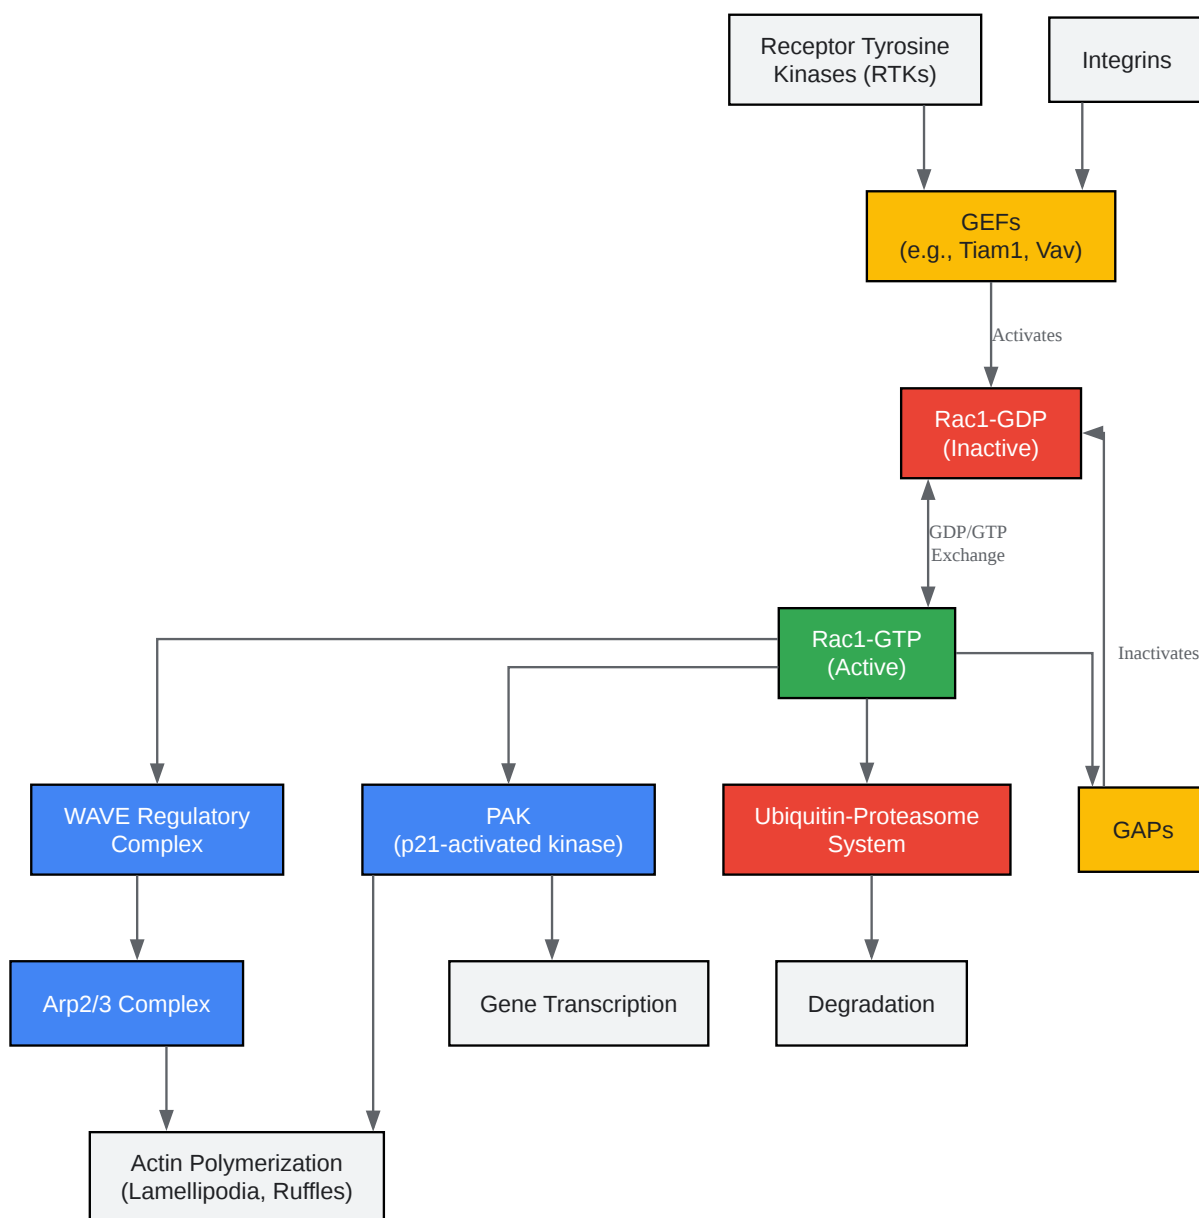 Receptor Tyrosine
Kinases (RTKs)
Integrins
GEFs
(e.g., Tiam1, Vav)
Activates
Rac1-GDP
(Inactive)
GDP/GTP
Exchange
Rac1-GTP
(Active)
Inactivates
WAVE Regulatory
Complex
PAK
(p21-activated kinase)
Ubiquitin-Proteasome
System
GAPs
Arp2/3 Complex
Gene Transcription
Degradation
Actin Polymerization
(Lamellipodia, Ruffles)